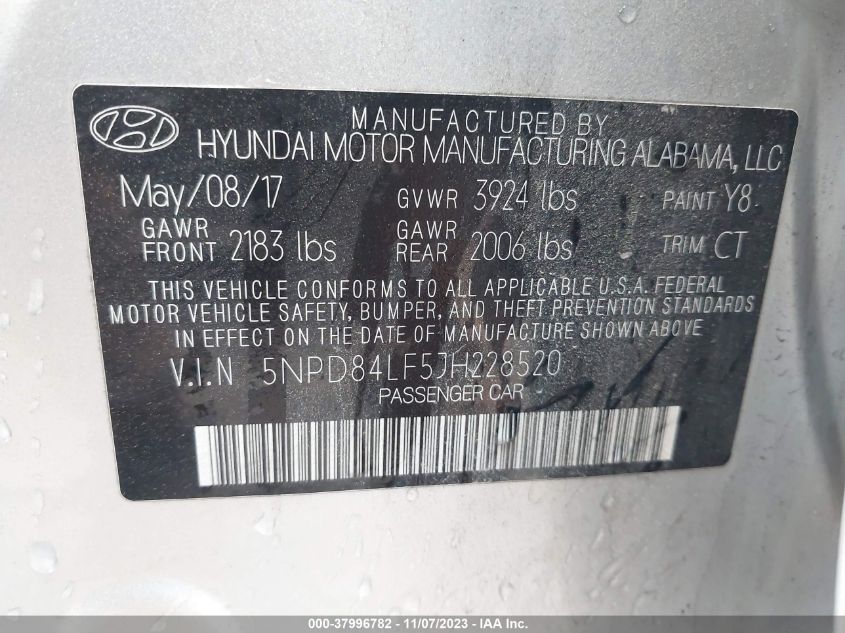 MANUFACTURED BY
HYUNDAI MOTOR MANUFACTURING ALABAMA, LLC
May/08/17 GVWR 3924 lbs PAINT Y8
GAWR FRONT 2183 lbs GAWR REAR 2006 lbs TRIM CT
THIS VEHICLE CONFORMS TO ALL APPLICABLE U.S.A. FEDERAL
MOTOR VEHICLE SAFETY, BUMPER, AND THEFT PREVENTION STANDARDS
IN EFFECT ON THE DATE OF MANUFACTURE SHOWN ABOVE
V.I.N 5NPD84LF5JH228520
PASSENGER CAR
000-37996782 - 11/07/2023 - IAA, Inc.